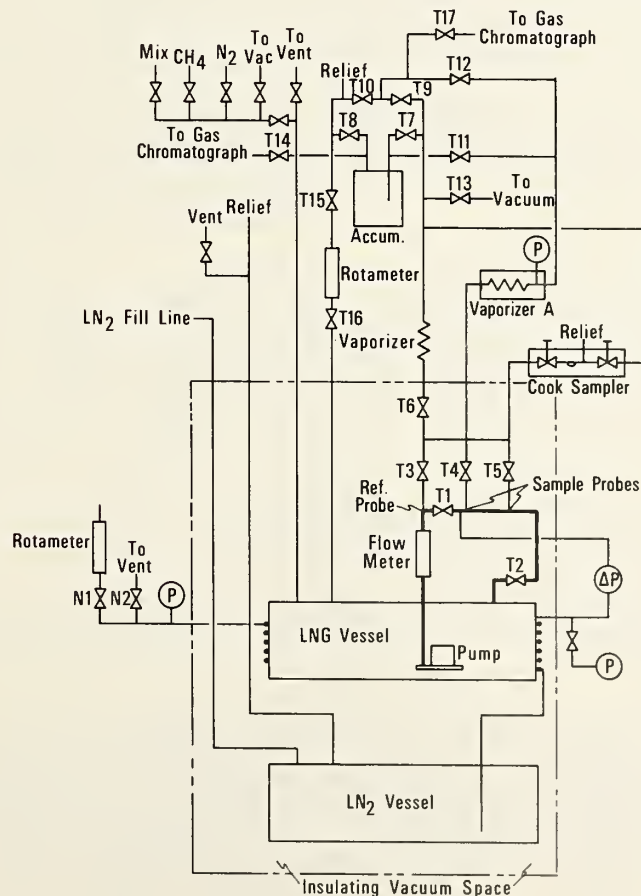 T17
To Gas
Chromatograph
To
Vent
To
Vac
N2
CH4
Mix
T12
Relief
T10
T9
T8
T7
To Gas
Chromatograph
T14
T11
T13
To
Vacuum
T15
Accum.
Vent
Relief
P
Rotameter
Vaporizer A
LN2 Fill Line
T16
Vaporizer
Relief
Cook Sampler
T6
T3
T4
T5
Ref.
Probe
T1
Sample Probes
Rotameter
To
Vent
Flow
Meter
T2
ΔP
N1
N2
P
LNG Vessel
Pump
P
LN2 Vessel
Insulating Vacuum Space